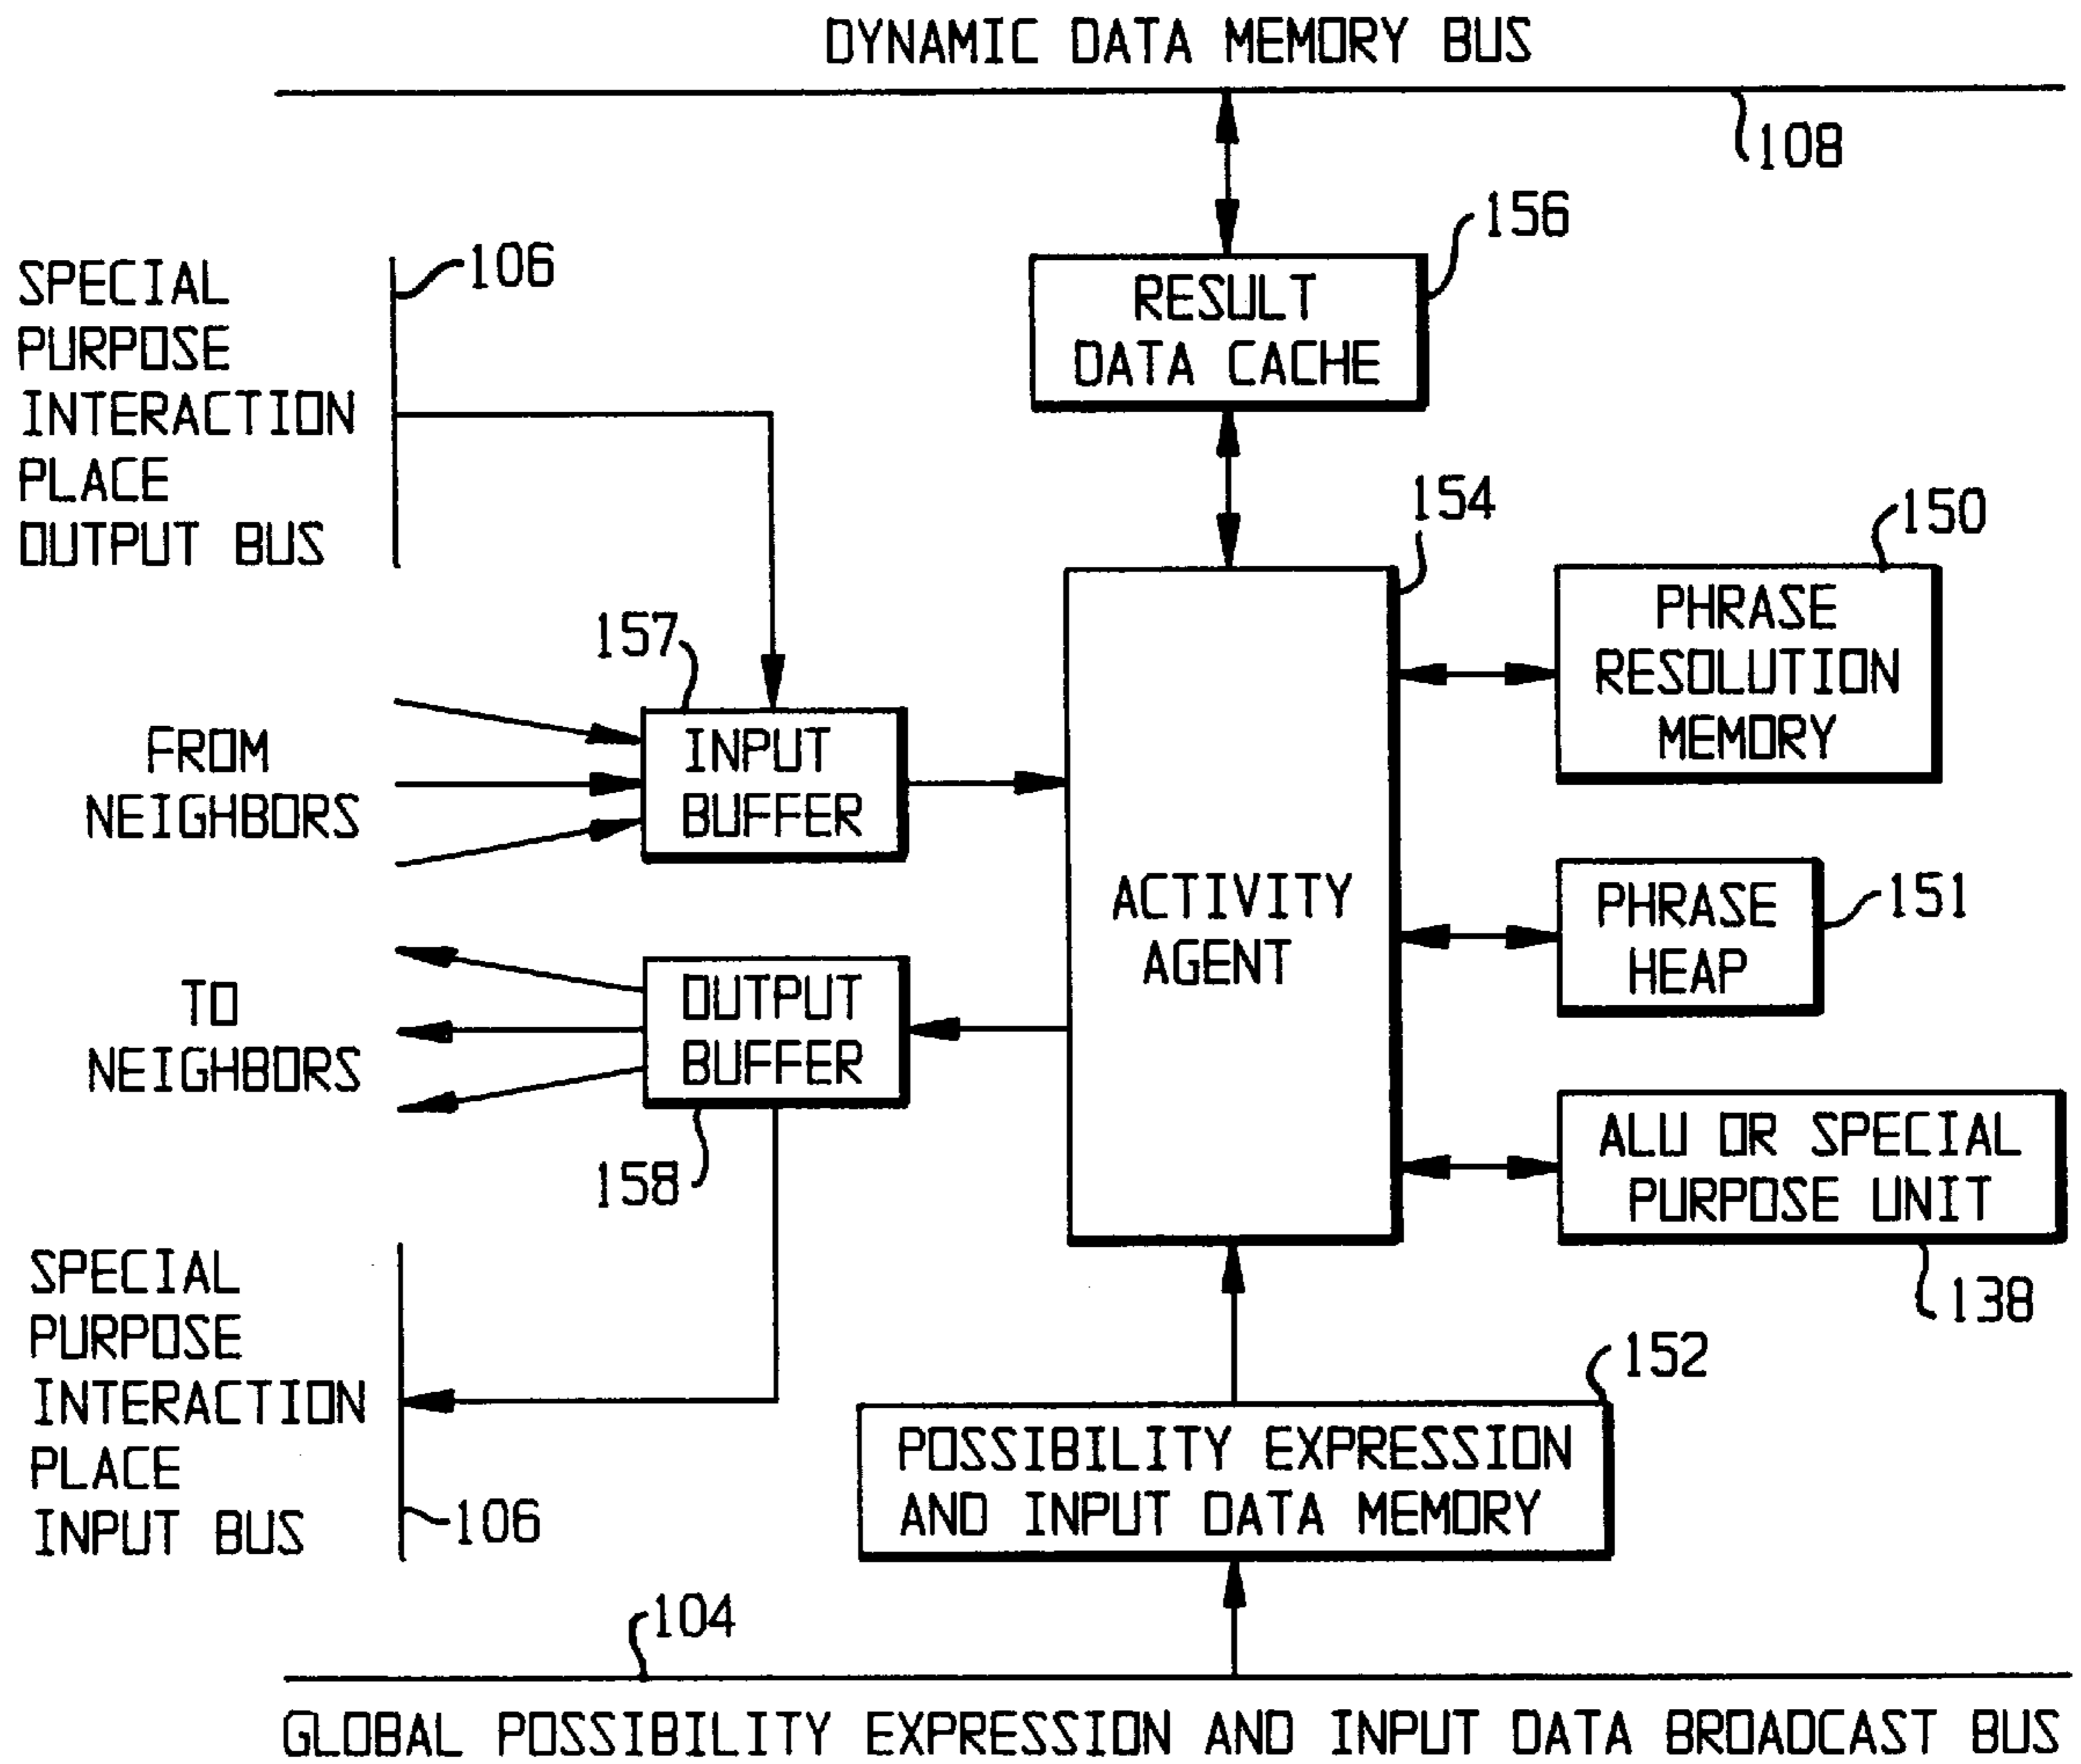 DYNAMIC DATA MEMORY BUS
108
156
106
SPECIAL
PURPOSE
INTERACTION
PLACE
OUTPUT BUS
RESULT
DATA CACHE
154
150
PHRASE
RESOLUTION
MEMORY
157
FROM
NEIGHBORS
INPUT
BUFFER
ACTIVITY
AGENT
151
PHRASE
HEAP
TO
NEIGHBORS
OUTPUT
BUFFER
158
ALU OR SPECIAL
PURPOSE UNIT
138
SPECIAL
PURPOSE
INTERACTION
PLACE
INPUT BUS
106
152
POSSIBILITY EXPRESSION
AND INPUT DATA MEMORY
104
GLOBAL POSSIBILITY EXPRESSION AND INPUT DATA BROADCAST BUS